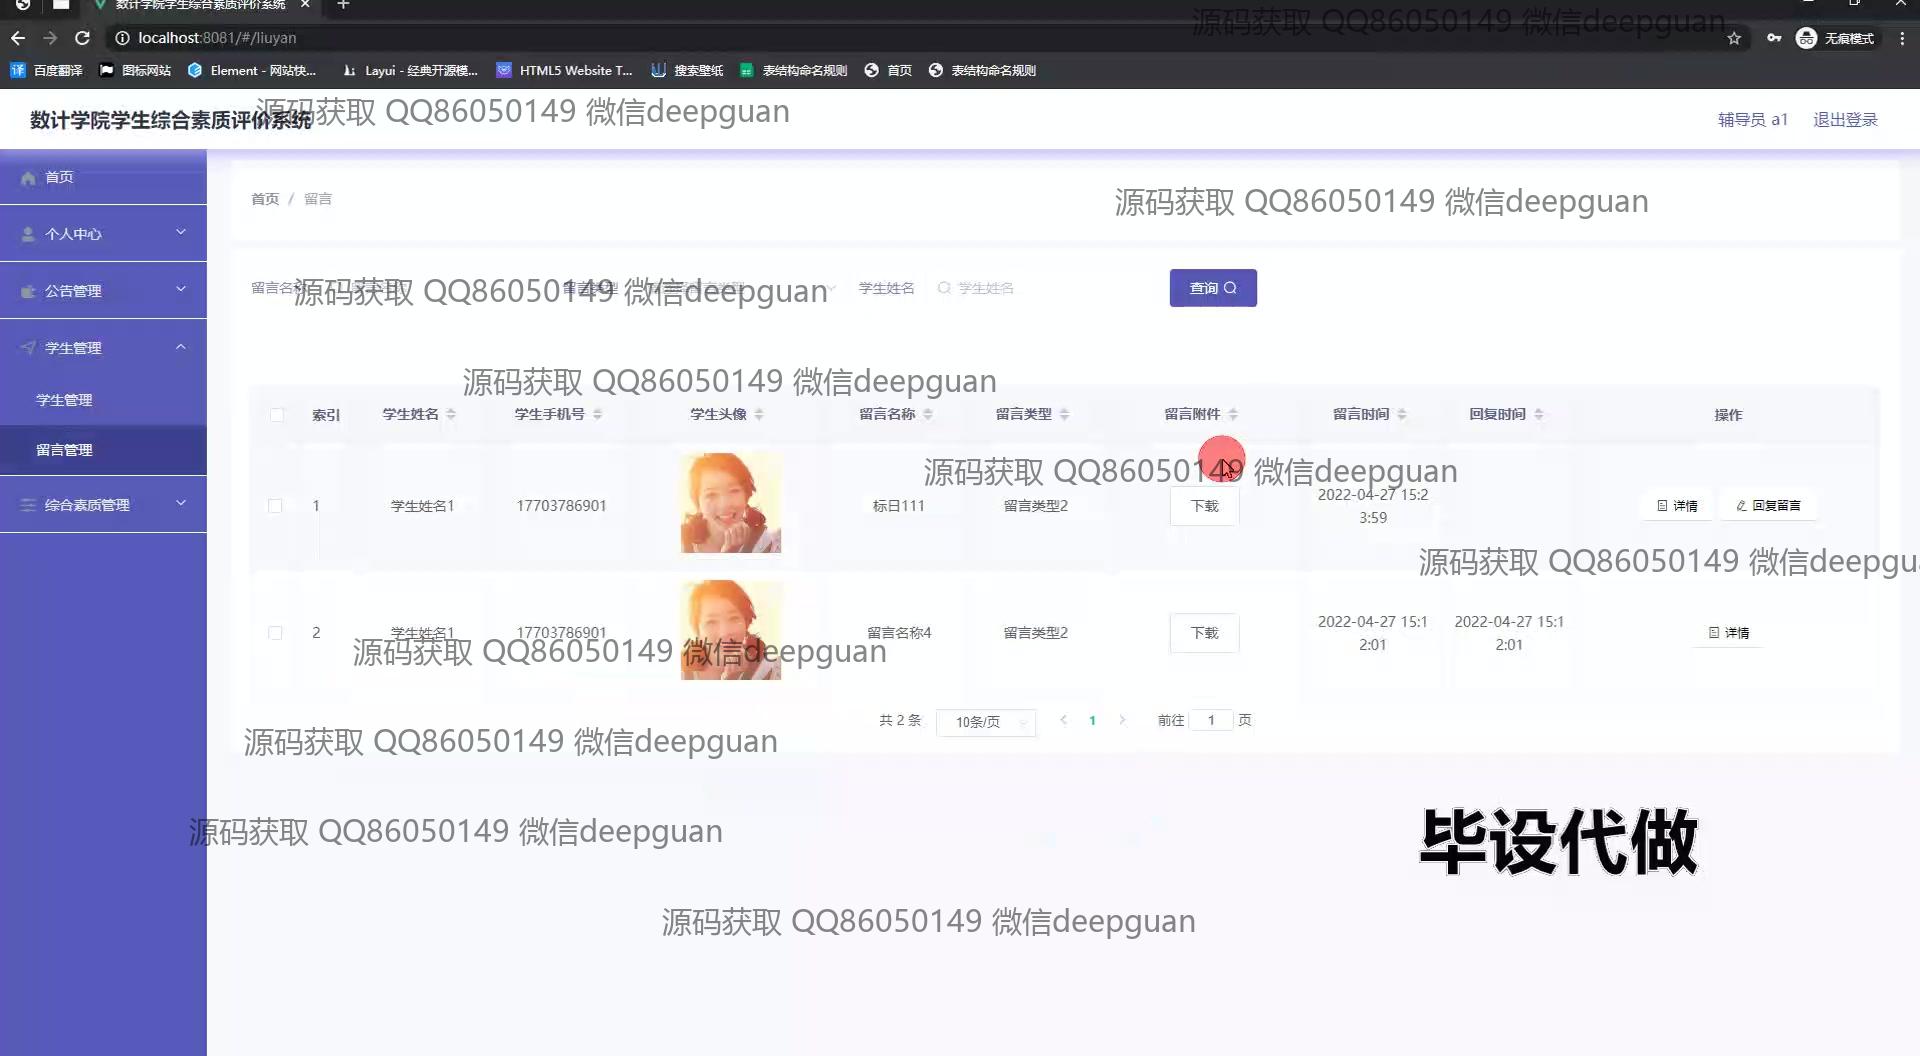 数计学院学生综合素质评价系统
源码获取 QQ86050149 微信deepguan
localhost:8081/#/liuyan
无痕模式
百度翻译 图标网站 Element - 网站快... Layui - 经典开源模... HTML5 Website T... 搜索壁纸 表结构命名规则 首页 表结构命名规则
数计学院学生综合素质评价系统
源码获取 QQ86050149 微信deepguan
辅导员 a1 退出登录
首页
个人中心
公告管理
学生管理
学生管理
留言管理
综合素质管理
首页 / 留言
源码获取 QQ86050149 微信deepguan
留言名称 留言类型 学生姓名 学生姓名 查询
源码获取 QQ86050149 微信deepguan
源码获取 QQ86050149 微信deepguan
索引 学生姓名 学生手机号 学生头像 留言名称 留言类型 留言附件 留言时间 回复时间 操作
源码获取 QQ86050149 微信deepguan
1 学生姓名1 17703786901 标日111 留言类型2 下载 2022-04-27 15:2
3:59
详情 回复留言
源码获取 QQ86050149 微信deepgu
2 学生姓名1 17703786901 留言名称4 留言类型2 下载 2022-04-27 15:1
2:01
2022-04-27 15:1
2:01
详情
源码获取 QQ86050149 微信deepguan
共 2 条 10条/页 1 前往 1 页
源码获取 QQ86050149 微信deepguan
源码获取 QQ86050149 微信deepguan
毕设代做
源码获取 QQ86050149 微信deepguan